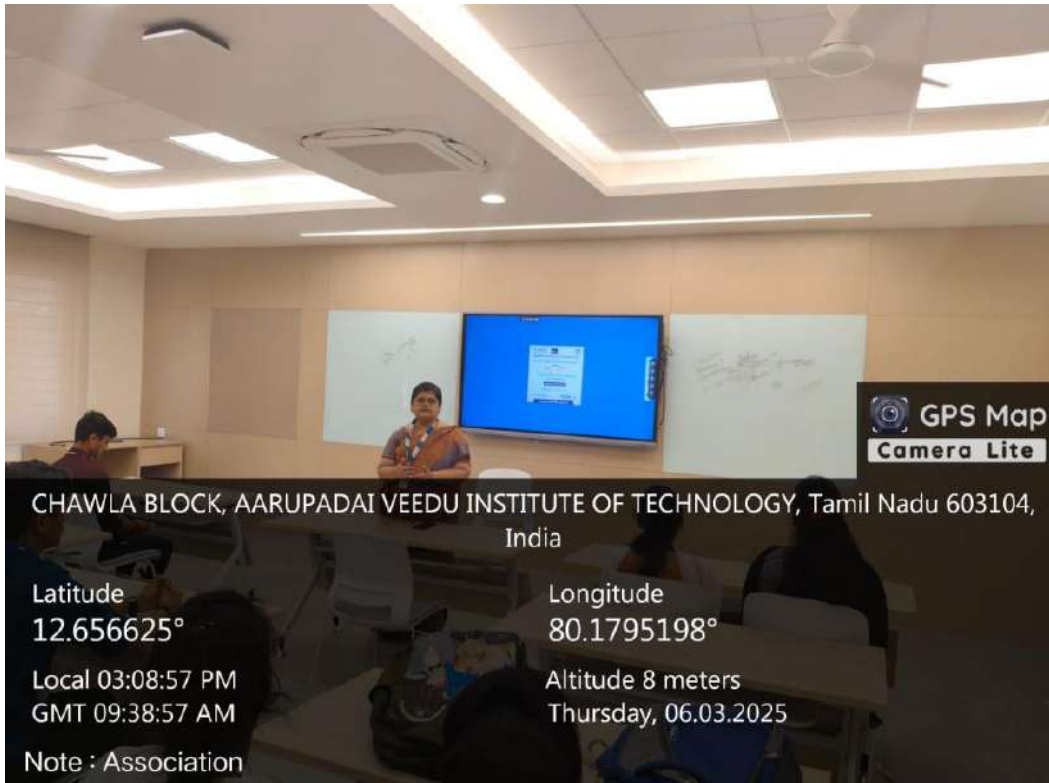 GPS Map
Camera Lite
CHAWLA BLOCK, AARUPADAI VEEDU INSTITUTE OF TECHNOLOGY, Tamil Nadu 603104,
India
Latitude
12.656625°
Longitude
80.1795198°
Local 03:08:57 PM
GMT 09:38:57 AM
Altitude 8 meters
Thursday, 06.03.2025
Note : Association